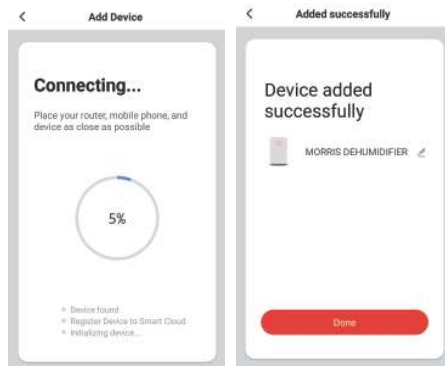 Add Device
Connecting...
Place your router, mobile phone, and
device as close as possible
5%
Device found
Register Device to Smart Cloud
Initializing device...
Added successfully
Device added
successfully
MORRIS DEHUMIDIFIER
Done